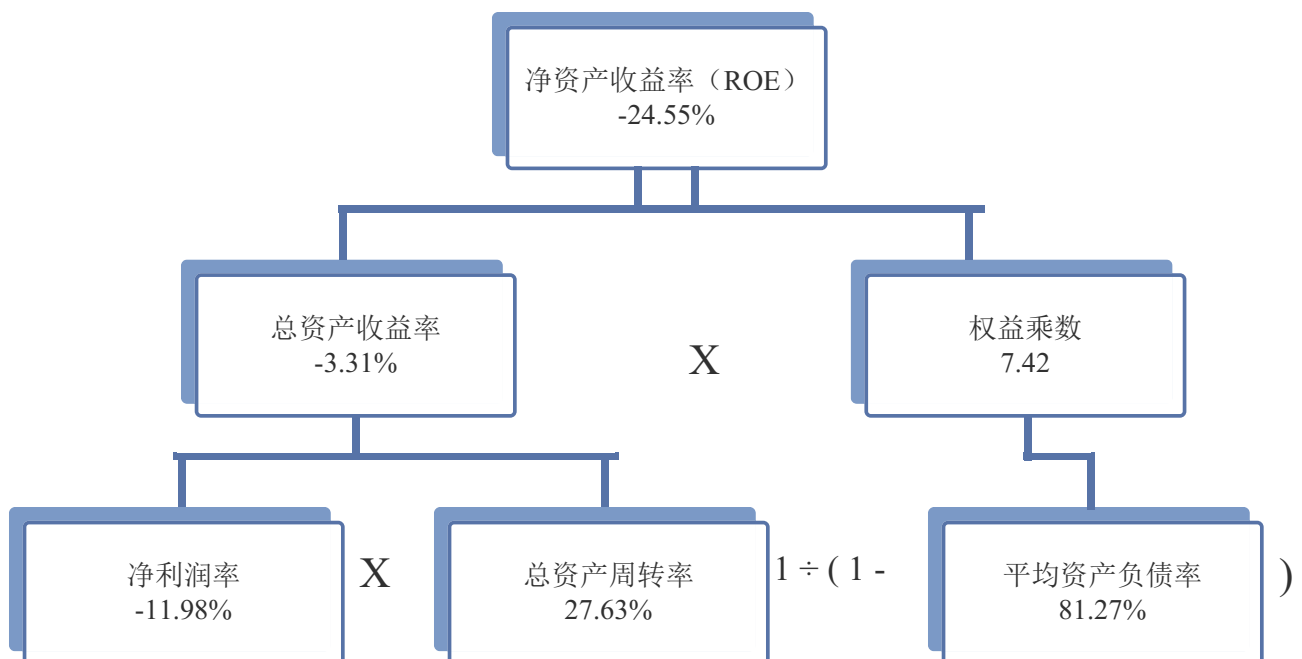 净资产收益率（ROE）
-24.55%
总资产收益率
-3.31%
X
权益乘数
7.42
净利润率
-11.98%
X
总资产周转率
27.63%
1 ÷ ( 1 -
平均资产负债率
81.27%
)